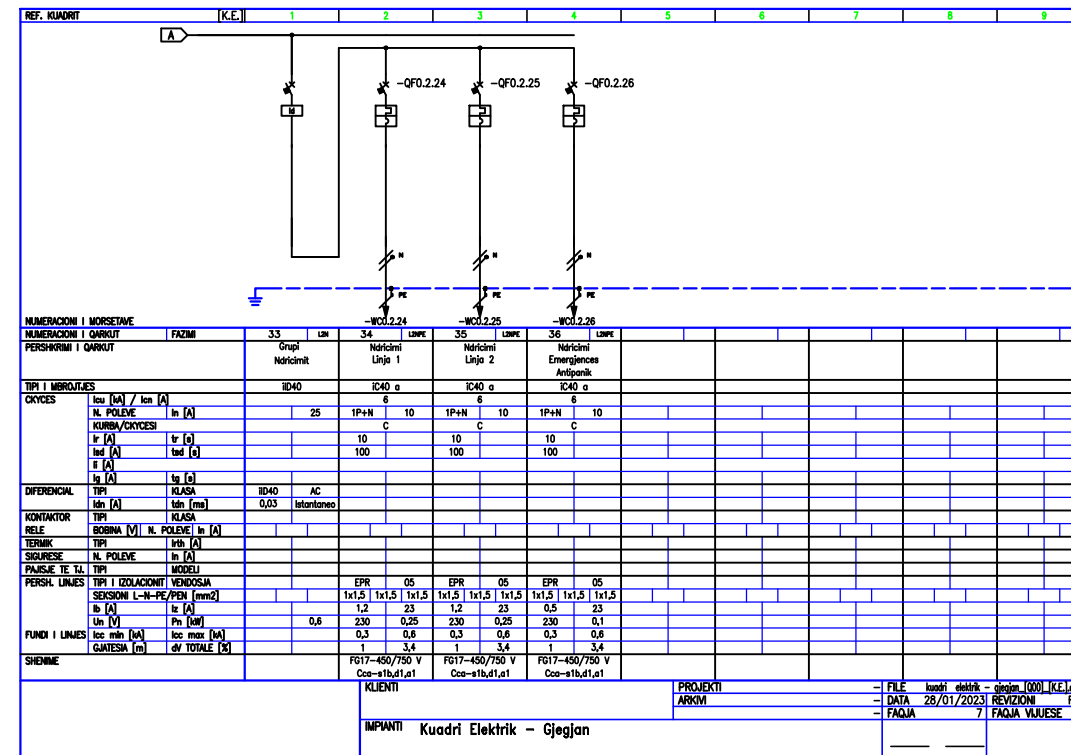 REF. KUADRIT [K.E.] 1 2 3 4 5 6 7 8 9
A
-QF0.2.24 -QF0.2.25 -QF0.2.26
Id
N N N
PE PE PE
-WC0.2.24 -WC0.2.25 -WC0.2.26
NUMERACIONI I MORSETAVE
NUMERACIONI I QARKUT FAZIMI 33 L2N 34 L2NPE 35 L2NPE 36 L2NPE
PERSHKRIMI I QARKUT Grupi Ndricimi Ndricimi Ndricimi
Ndricimit Linja 1 Linja 2 Emergjences
Antipanik
TIPI I MBROJTJES iID40 iC40 a iC40 a iC40 a
CKYCES Icu [kA] / Icn [A] 6 6 6
N. POLEVE In [A] 25 1P+N 10 1P+N 10 1P+N 10
KURBA/CKYCESI C C C
Ir [A] tr [s] 10 10 10
Isd [A] tsd [s] 100 100 100
Ii [A]
Ig [A] tg [s]
DIFERENCIAL TIPI KLASA iID40 AC
Idn [A] tdn [ms] 0,03 Istantaneo
KONTAKTOR TIPI KLASA
RELE BOBINA [V] N. POLEVE In [A]
TERMIK TIPI Irth [A]
SIGURESE N. POLEVE In [A]
PAJISJE TE TJ. TIPI MODELI
PERSH. LINJES TIPI I IZOLACIONIT VENDOSJA EPR 05 EPR 05 EPR 05
SEKSIONI L-N-PE/PEN [mm2] 1x1,5 1x1,5 1x1,5 1x1,5 1x1,5 1x1,5 1x1,5 1x1,5 1x1,5
Ib [A] Iz [A] 1,2 23 1,2 23 0,5 23
Un [V] Pn [kW] 0,6 230 0,25 230 0,25 230 0,1
FUNDI I LINJES Icc min [kA] Icc max [kA] 0,3 0,6 0,3 0,6 0,3 0,6
GJATESIA [m] dV TOTALE [%] 1 3,4 1 3,4 1 3,4
SHENIME FG17-450/750 V FG17-450/750 V FG17-450/750 V
Cca-s1b,d1,a1 Cca-s1b,d1,a1 Cca-s1b,d1,a1
KLIENTI PROJEKTI - FILE kuadri elektrik - gjegjan_[Q00]_[K.E.]
ARKIVI - DATA 28/01/2023 REVIZIONI
- FAQJA 7 FAQJA VIJUESE
IMPIANTI Kuadri Elektrik - Gjegjan